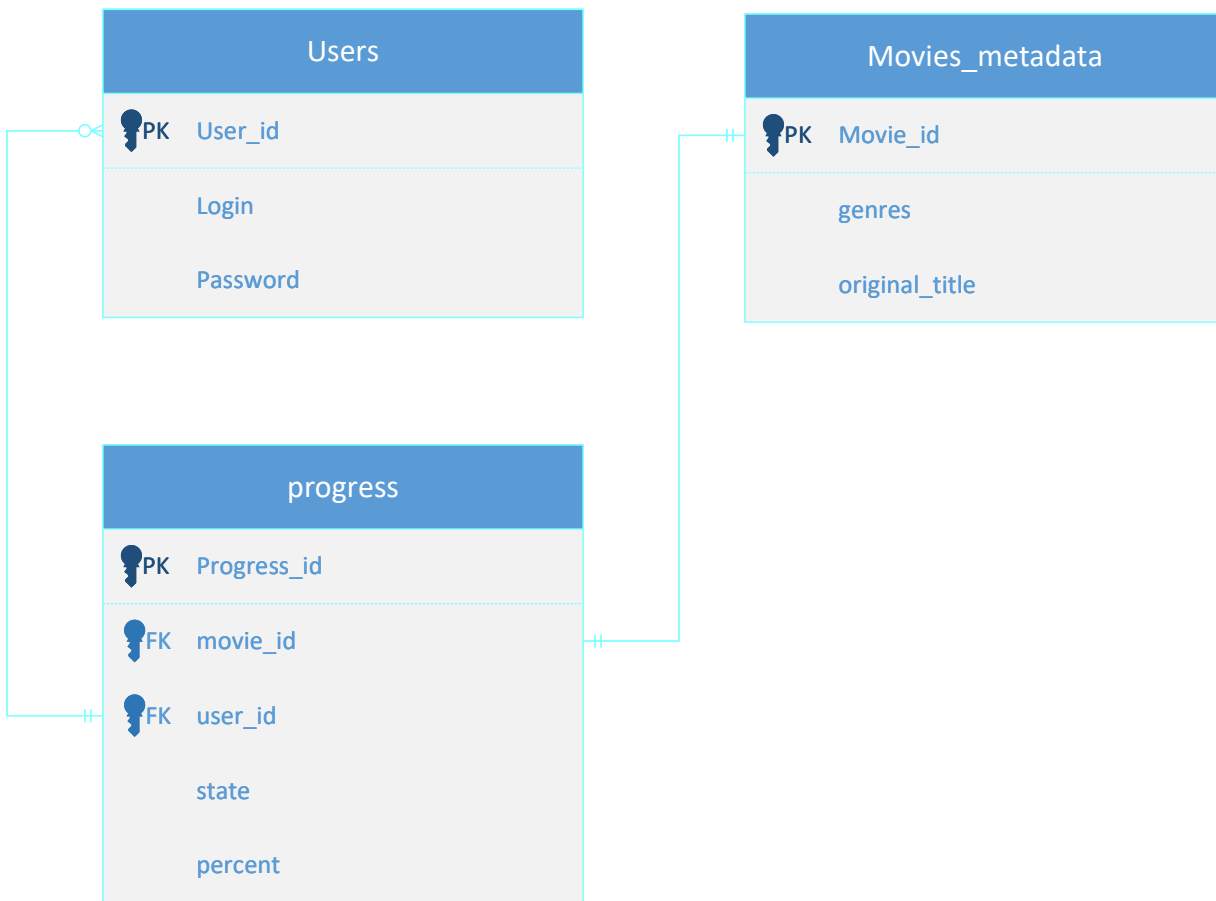 Users
PK User_id
Login
Password
Movies_metadata
PK Movie_id
genres
original_title
progress
PK Progress_id
FK movie_id
FK user_id
state
percent